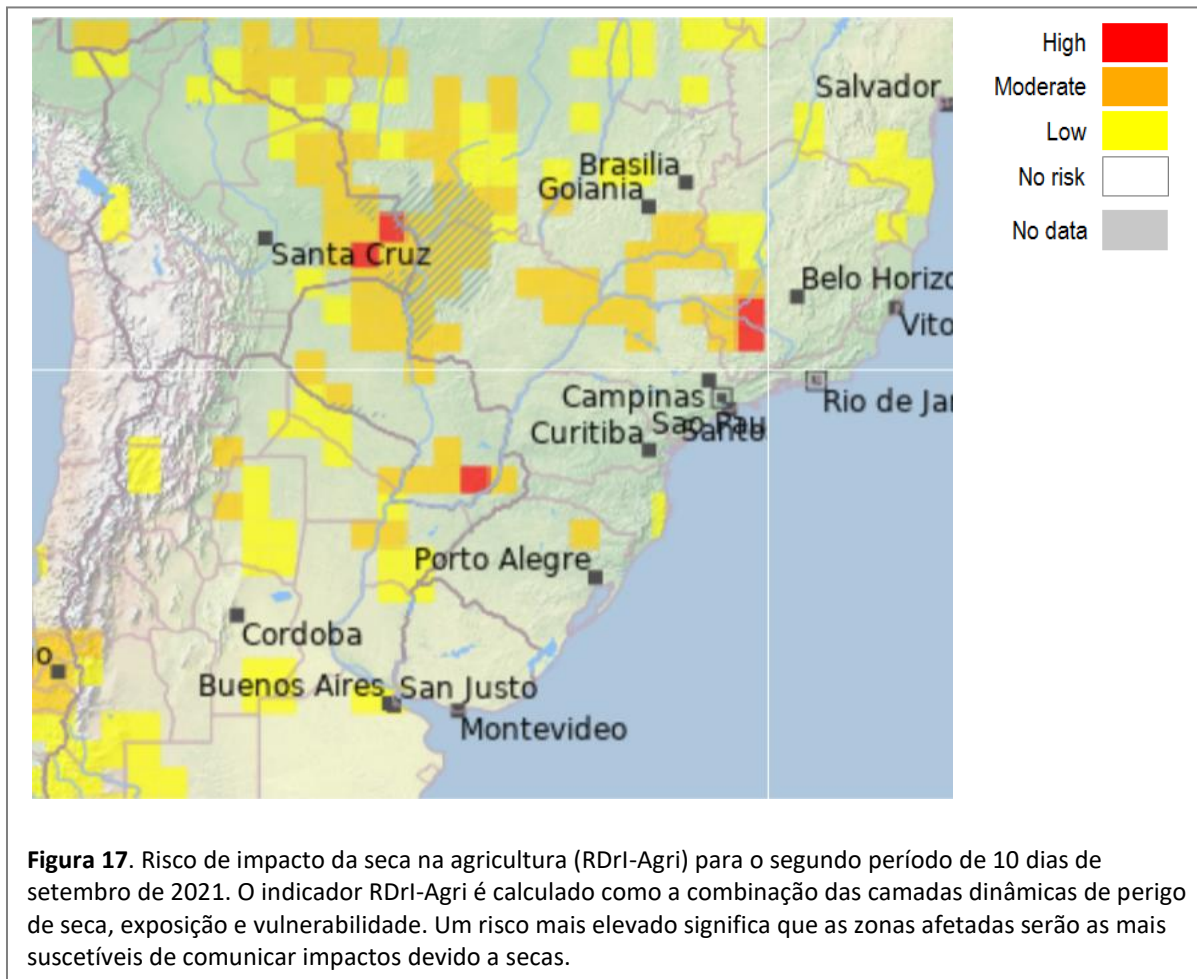 High
Moderate
Low
No risk
No data
Salvador
Brasilia
Goiania
Santa Cruz
Belo Horizo
Vito
Campinas
Rio de Jan
Sao Pau
Santo
Curitiba
Porto Alegre
Cordoba
o
Buenos Aires
San Justo
Montevideo
Figura 17. Risco de impacto da seca na agricultura (RDrI-Agri) para o segundo período de 10 dias de
setembro de 2021. O indicador RDrI-Agri é calculado como a combinação das camadas dinâmicas de perigo
de seca, exposição e vulnerabilidade. Um risco mais elevado significa que as zonas afetadas serão as mais
suscetíveis de comunicar impactos devido a secas.